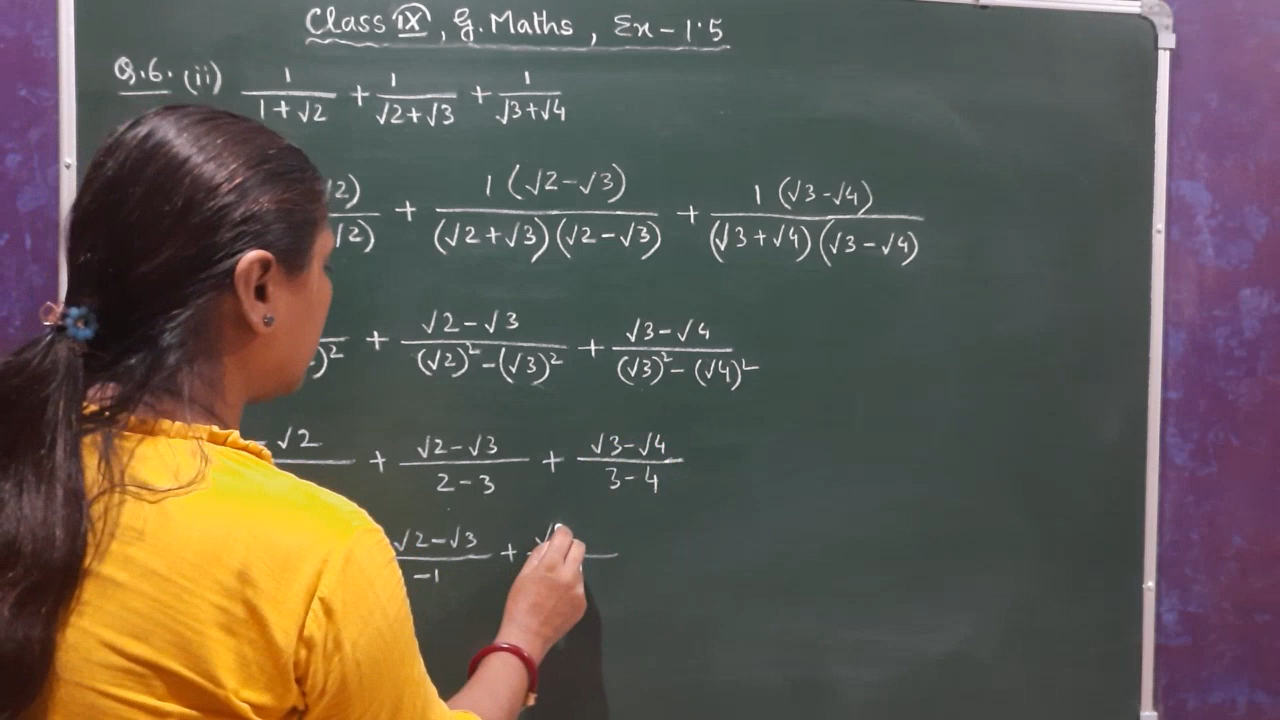 Class IX, G. Maths, Ex-1.5
Q.6. (ii) 1/(1+√2) + 1/(√2+√3) + 1/(√3+√4)
√2)/√2) + 1(√2-√3)/(√2+√3)(√2-√3) + 1(√3-√4)/(√3+√4)(√3-√4)
)² + (√2-√3)/((√2)²-(√3)²) + (√3-√4)/((√3)²-(√4)²)
-√2 + (√2-√3)/(2-3) + (√3-√4)/(3-4)
(√2-√3)/-1 + √